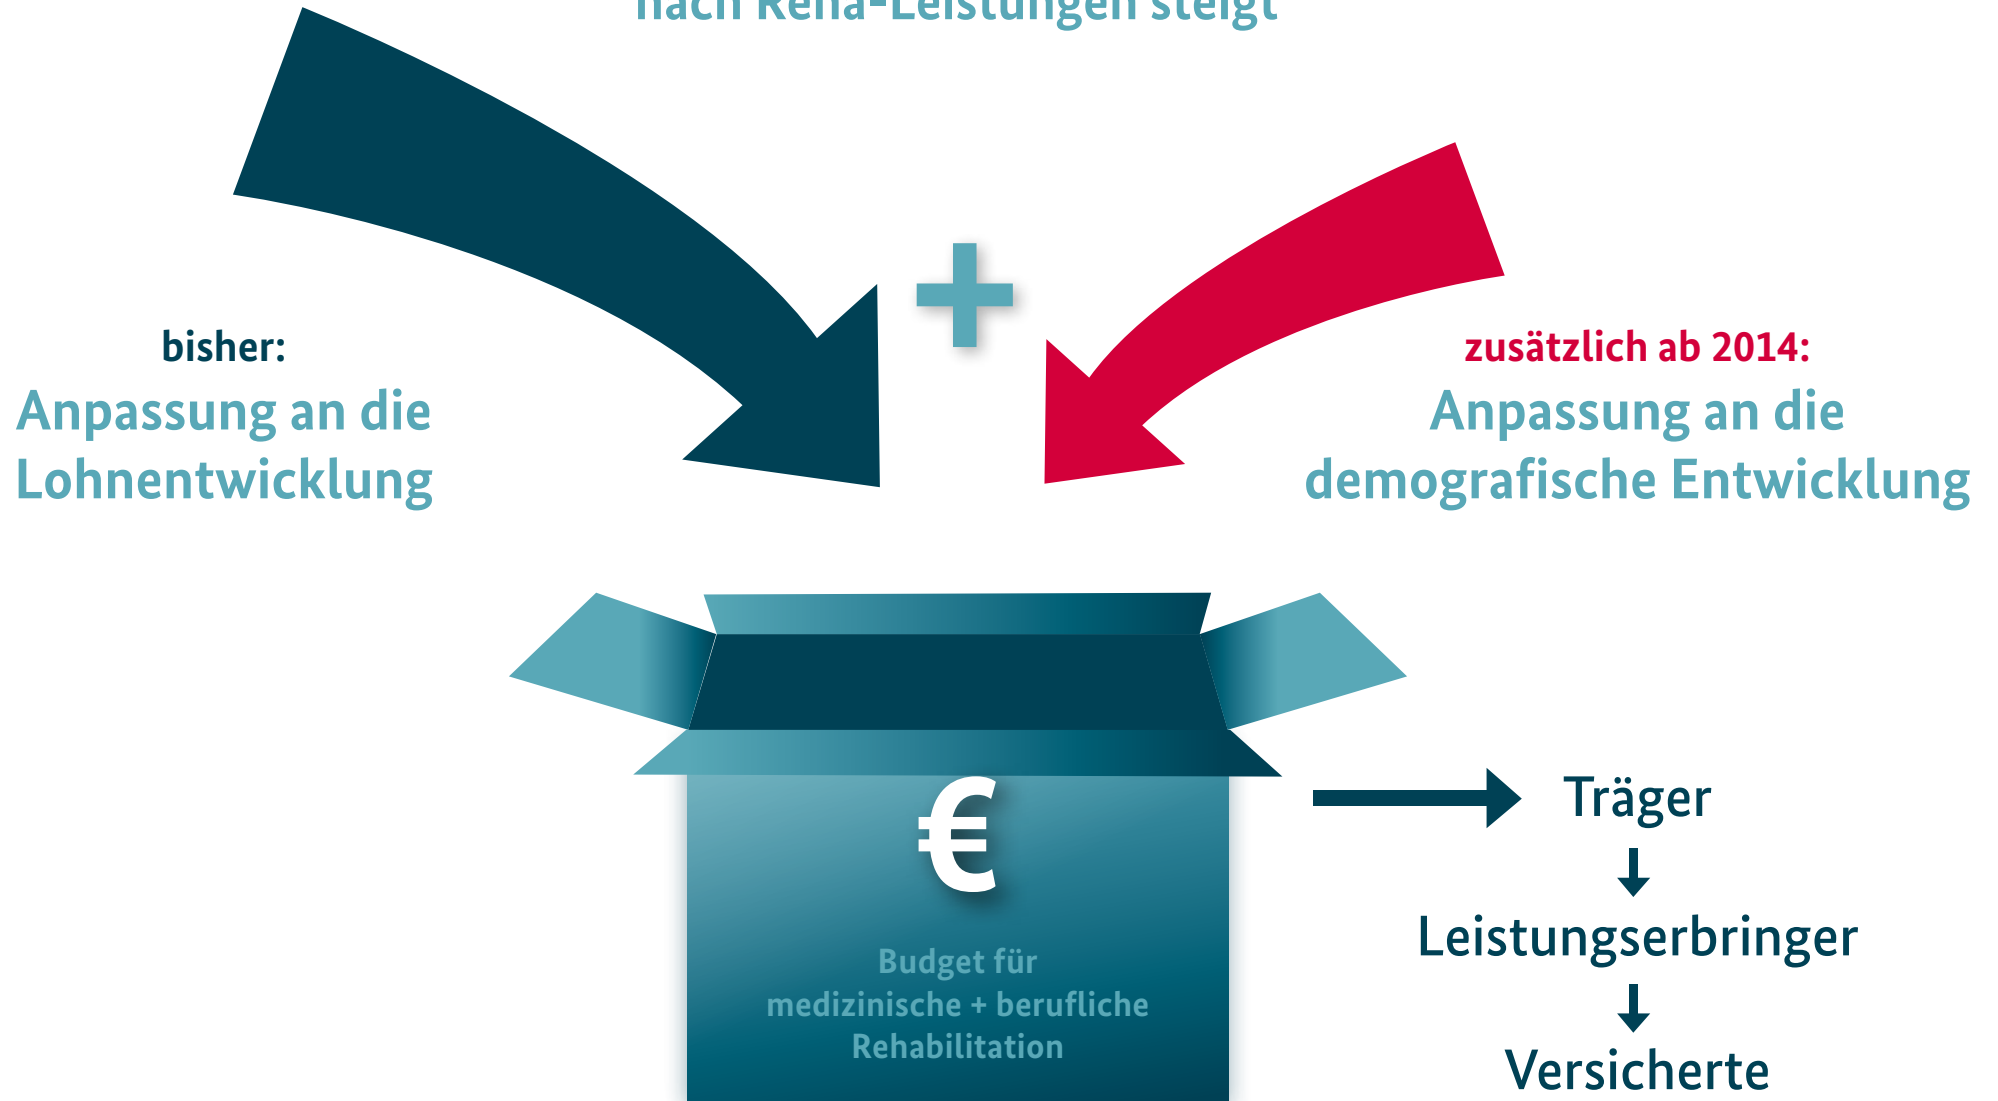 nach Reha-Leistungen steigt
+
bisher:
Anpassung an die
Lohnentwicklung
zusätzlich ab 2014:
Anpassung an die
demografische Entwicklung
€
Budget für
medizinische + berufliche
Rehabilitation
Träger
Leistungserbringer
Versicherte